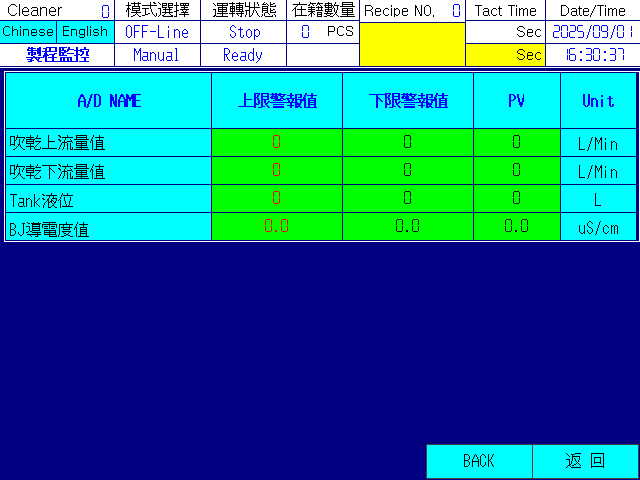 Cleaner 0 模式選擇 運轉狀態 在籍數量 Recipe NO. 0 Tact Time Date/Time
Chinese English OFF-Line Stop 0 PCS Sec 2025/09/01
製程監控 Manual Ready Sec 16:30:37
A/D NAME 上限警報值 下限警報值 PV Unit
吹乾上流量值 0 0 0 L/Min
吹乾下流量值 0 0 0 L/Min
Tank液位 0 0 0 L
BJ導電度值 0.0 0.0 0.0 uS/cm
BACK 返 回